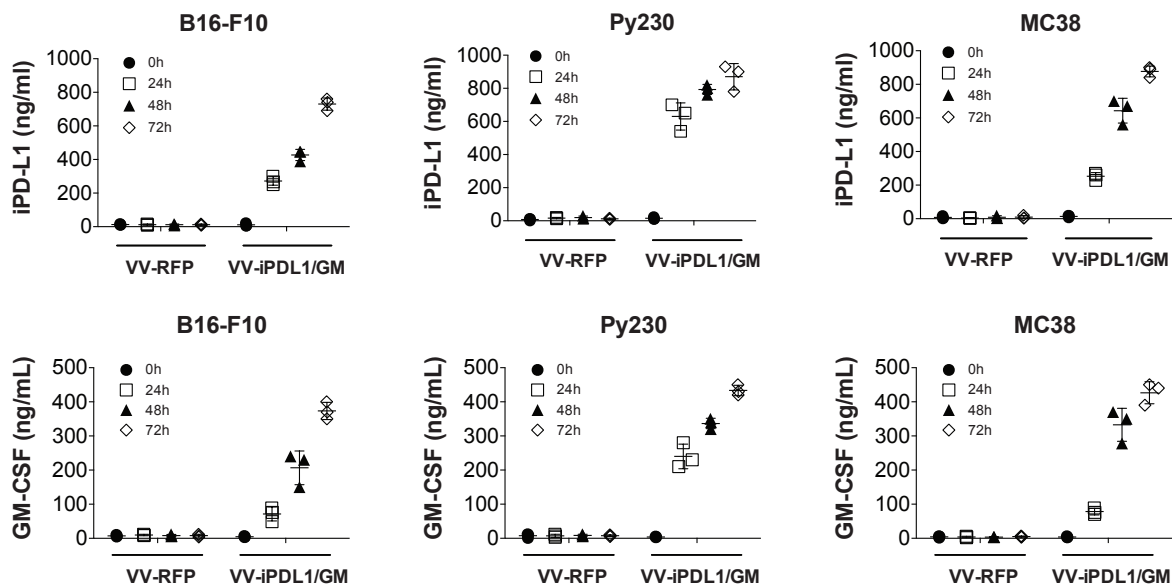 B16-F10
iPD-L1 (ng/ml)
1000
800
600
400
200
0
0h
24h
48h
72h
VV-RFP
VV-iPDL1/GM
Py230
iPD-L1 (ng/ml)
1000
800
600
400
200
0
0h
24h
48h
72h
VV-RFP
VV-iPDL1/GM
MC38
iPD-L1 (ng/ml)
1000
800
600
400
200
0
0h
24h
48h
72h
VV-RFP
VV-iPDL1/GM
B16-F10
GM-CSF (ng/mL)
500
400
300
200
100
0
0h
24h
48h
72h
VV-RFP
VV-iPDL1/GM
Py230
GM-CSF (ng/mL)
500
400
300
200
100
0
0h
24h
48h
72h
VV-RFP
VV-iPDL1/GM
MC38
GM-CSF (ng/mL)
500
400
300
200
100
0
0h
24h
48h
72h
VV-RFP
VV-iPDL1/GM